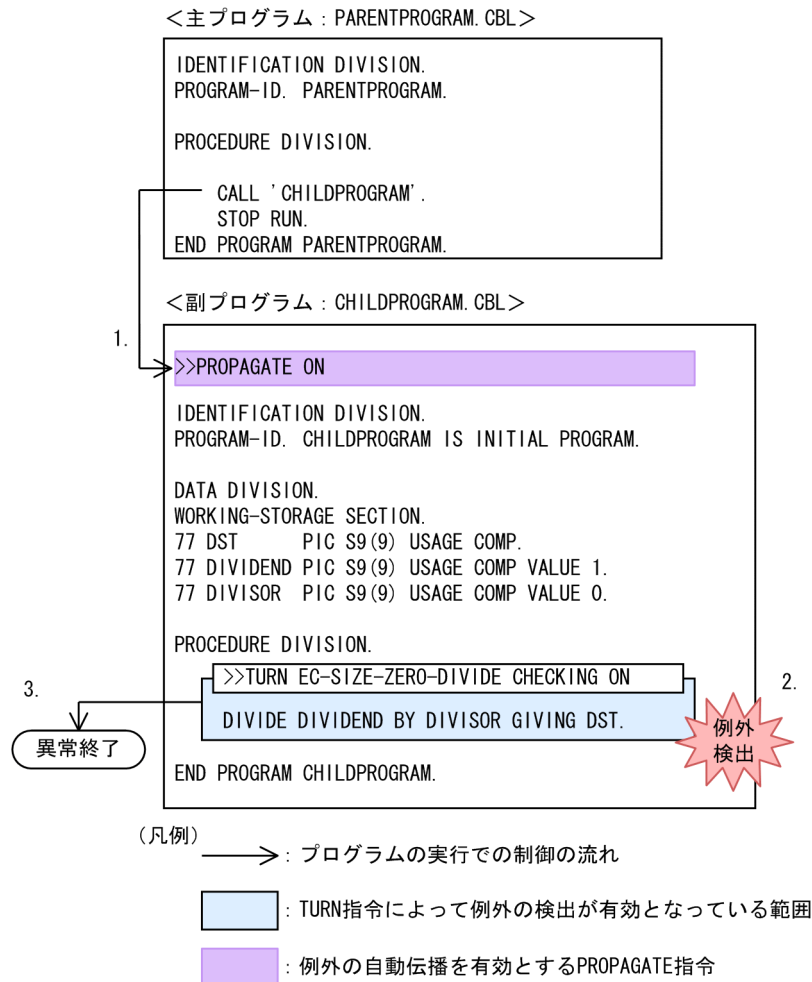 ＜主プログラム：PARENTPROGRAM.CBL＞
IDENTIFICATION DIVISION.
PROGRAM-ID. PARENTPROGRAM.
PROCEDURE DIVISION.
CALL 'CHILDPROGRAM'.
STOP RUN.
END PROGRAM PARENTPROGRAM.
＜副プログラム：CHILDPROGRAM.CBL＞
1.
>>PROPAGATE ON
IDENTIFICATION DIVISION.
PROGRAM-ID. CHILDPROGRAM IS INITIAL PROGRAM.
DATA DIVISION.
WORKING-STORAGE SECTION.
77 DST      PIC S9(9) USAGE COMP.
77 DIVIDEND PIC S9(9) USAGE COMP VALUE 1.
77 DIVISOR  PIC S9(9) USAGE COMP VALUE 0.
PROCEDURE DIVISION.
>>TURN EC-SIZE-ZERO-DIVIDE CHECKING ON
2.
3.
DIVIDE DIVIDEND BY DIVISOR GIVING DST.
例外
検出
異常終了
END PROGRAM CHILDPROGRAM.
(凡例)
：プログラムの実行での制御の流れ
：TURN指令によって例外の検出が有効となっている範囲
：例外の自動伝播を有効とするPROPAGATE指令